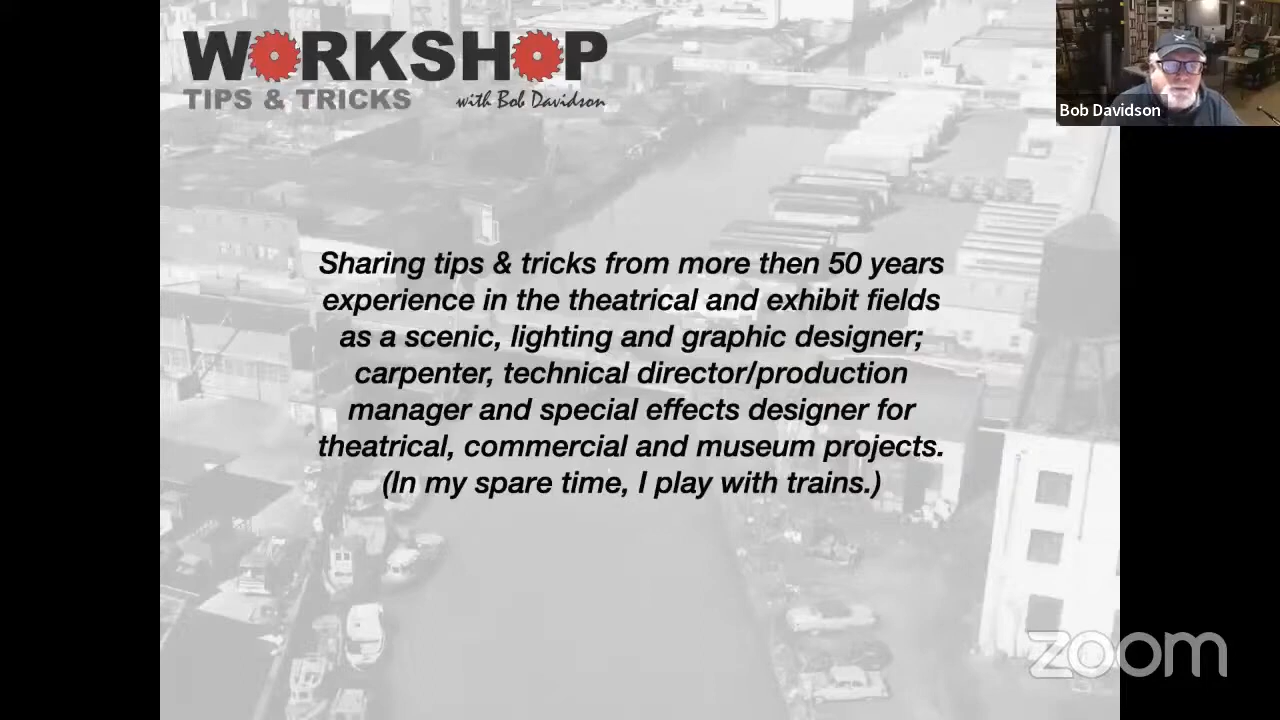 WORKSHOP
TIPS & TRICKS with Bob Davidson
Bob Davidson
Sharing tips & tricks from more then 50 years
experience in the theatrical and exhibit fields
as a scenic, lighting and graphic designer;
carpenter, technical director/production
manager and special effects designer for
theatrical, commercial and museum projects.
(In my spare time, I play with trains.)
zoom